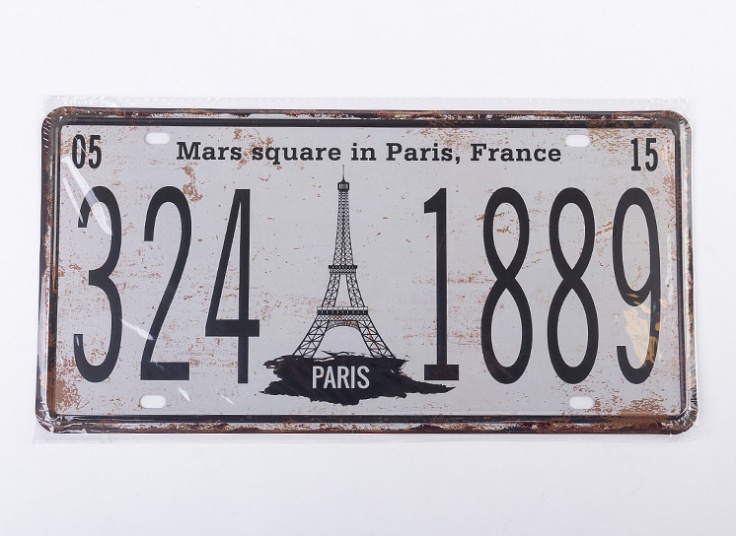 05 Mars square in Paris, France 15
324 1889
PARIS